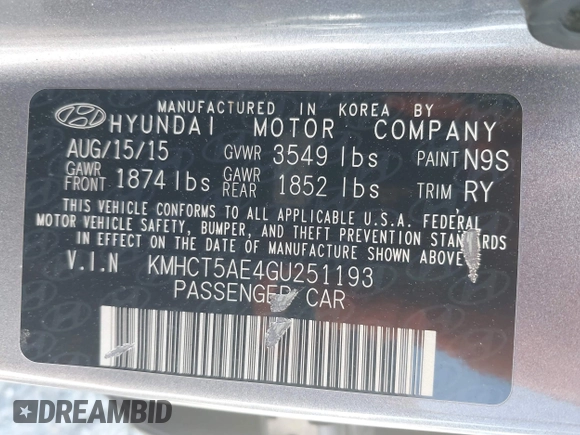 MANUFACTURED IN KOREA BY
HYUNDAI MOTOR COMPANY
AUG/15/15 GVWR 3549 lbs PAINT N9S
GAWR FRONT 1874 lbs GAWR REAR 1852 lbs TRIM RY
THIS VEHICLE CONFORMS TO ALL APPLICABLE U.S.A. FEDERAL
MOTOR VEHICLE SAFETY, BUMPER, AND THEFT PREVENTION STANDARDS
IN EFFECT ON THE DATE OF MANUFACTURE SHOWN ABOVE
V.I.N KMHCT5AE4GU251193
PASSENGER CAR
DREAMBID